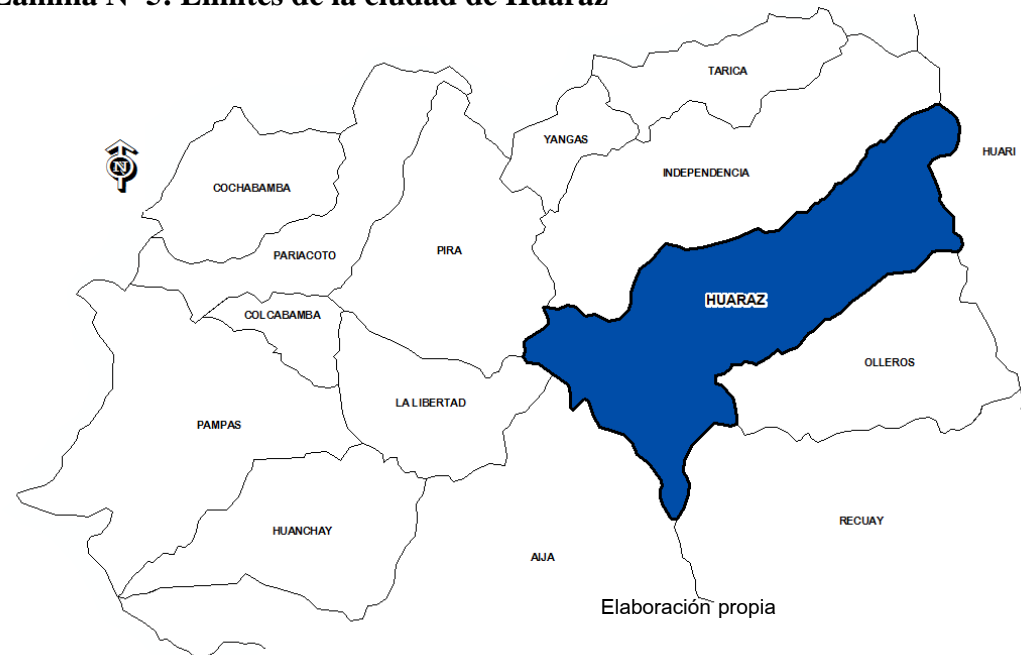 Lámina N° 3: Límites de la ciudad de Huaraz
TARICA
YANGAS
HUARI
INDEPENDENCIA
N
COCHABAMBA
PARIACOTO
PIRA
HUARAZ
COLCABAMBA
OLLEROS
LA LIBERTAD
PAMPAS
RECUAY
HUANCHAY
AIJA
Elaboración propia